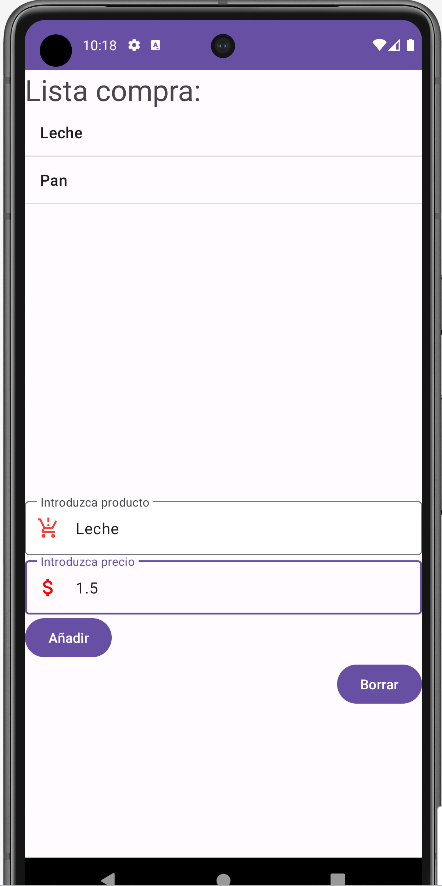 10:18
Lista compra:
Leche
Pan
Introduzca producto
Leche
Introduzca precio
$ 1.5
Añadir
Borrar